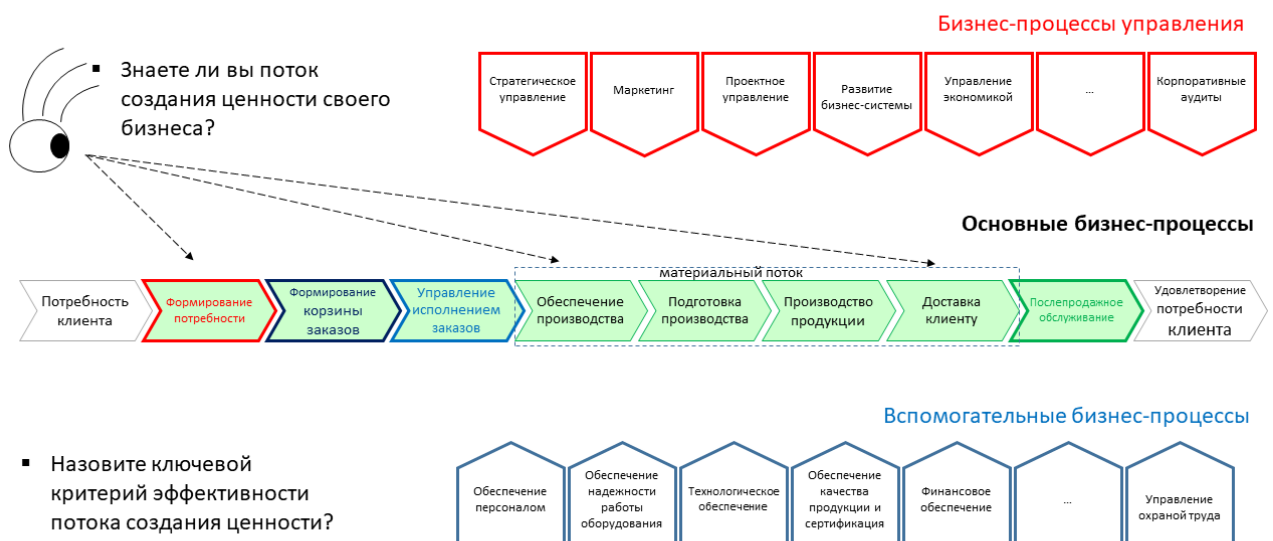 Бизнес-процессы управления
▪ Знаете ли вы поток
создания ценности своего
бизнеса?
Стратегическое
управление
Маркетинг
Проектное
управление
Развитие
бизнес-системы
Управление
экономикой
...
Корпоративные
аудиты
Основные бизнес-процессы
материальный поток
Потребность
клиента
Формирование
потребности
Формирование
корзины
заказов
Управление
исполнением
заказов
Обеспечение
производства
Подготовка
производства
Производство
продукции
Доставка
клиенту
Послепродажное
обслуживание
Удовлетворение
потребности
клиента
Вспомогательные бизнес-процессы
▪ Назовите ключевой
критерий эффективности
потока создания ценности?
Обеспечение
персоналом
Обеспечение
надежности
работы
оборудования
Технологическое
обеспечение
Обеспечение
качества
продукции и
сертификация
Финансовое
обеспечение
...
Управление
охраной труда